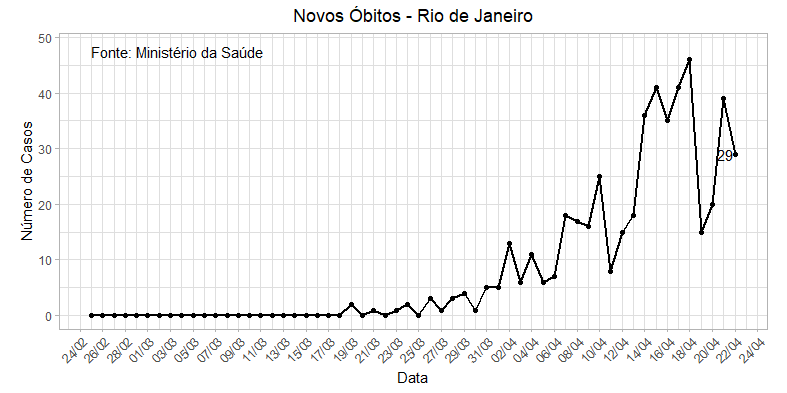 Novos Óbitos - Rio de Janeiro
Fonte: Ministério da Saúde
Número de Casos
50
40
30
20
10
0
29
24/02 26/02 28/02 01/03 03/03 05/03 07/03 09/03 11/03 13/03 15/03 17/03 19/03 21/03 23/03 25/03 27/03 29/03 31/03 02/04 04/04 06/04 08/04 10/04 12/04 14/04 16/04 18/04 20/04 22/04 24/04
Data